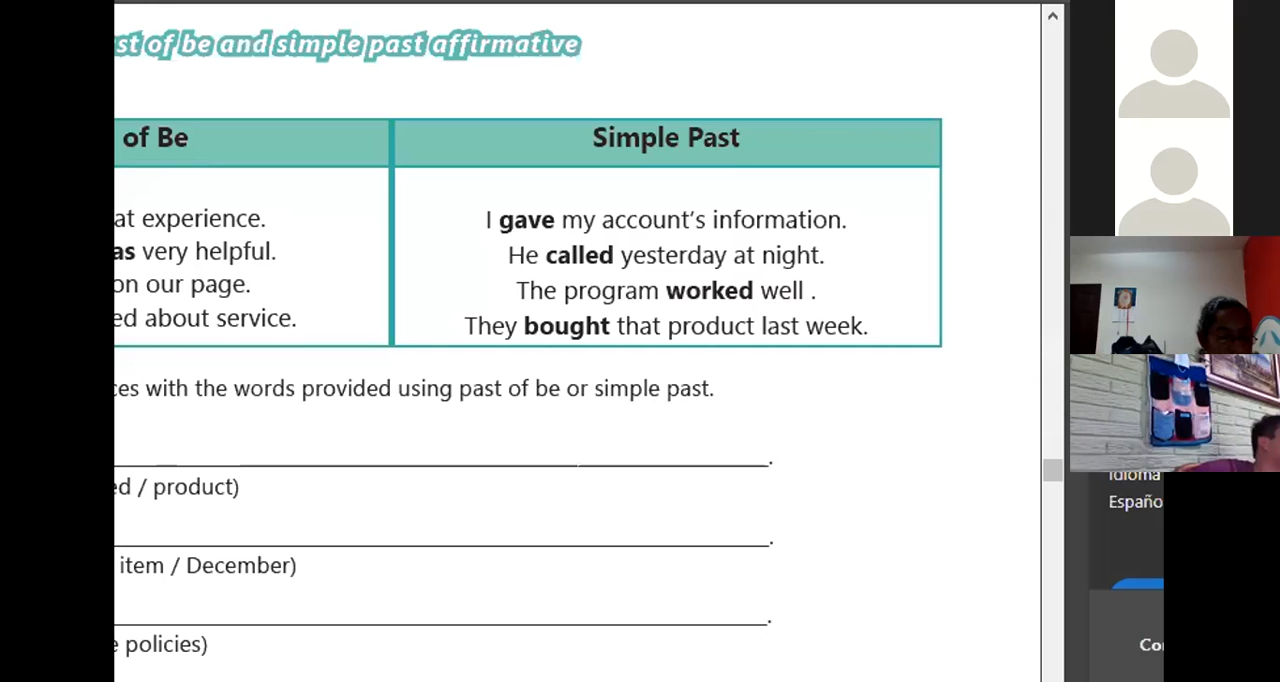 st of be and simple past affirmative
of Be
Simple Past
at experience.
as very helpful.
on our page.
ed about service.
I gave my account's information.
He called yesterday at night.
The program worked well .
They bought that product last week.
ces with the words provided using past of be or simple past.
ed / product)
item / December)
e policies)
Idioma
Españo
Co